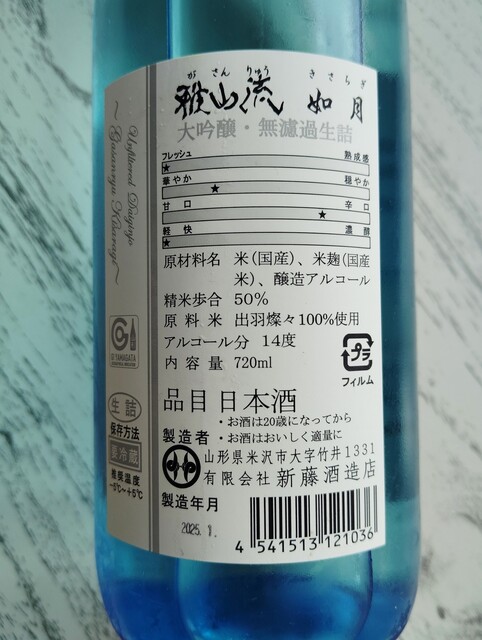 がさんりゅう きさらぎ
雅山流 如月
大吟醸・無濾過生詰
フレッシュ 熟成感
★
華やか 穏やか
★
甘口 辛口
★
軽快 濃醇
★
原材料名 米(国産)、米麹(国産
米)、醸造アルコール
精米歩合 50%
原料米 出羽燦々100%使用
アルコール分 14度
内容量 720ml
プラ
フィルム
品目 日本酒
・お酒は20歳になってから
・お酒はおいしく適量に
製造者
山形県米沢市大字竹井1331
有限会社 新藤酒造店
製造年月
2025.1.
4 541513 121036
Unfiltered Daiginjo
~Gasanryu Kisaragi~
GI YAMAGATA
生詰
保存方法
要冷蔵
推奨温度
-5℃~+5℃